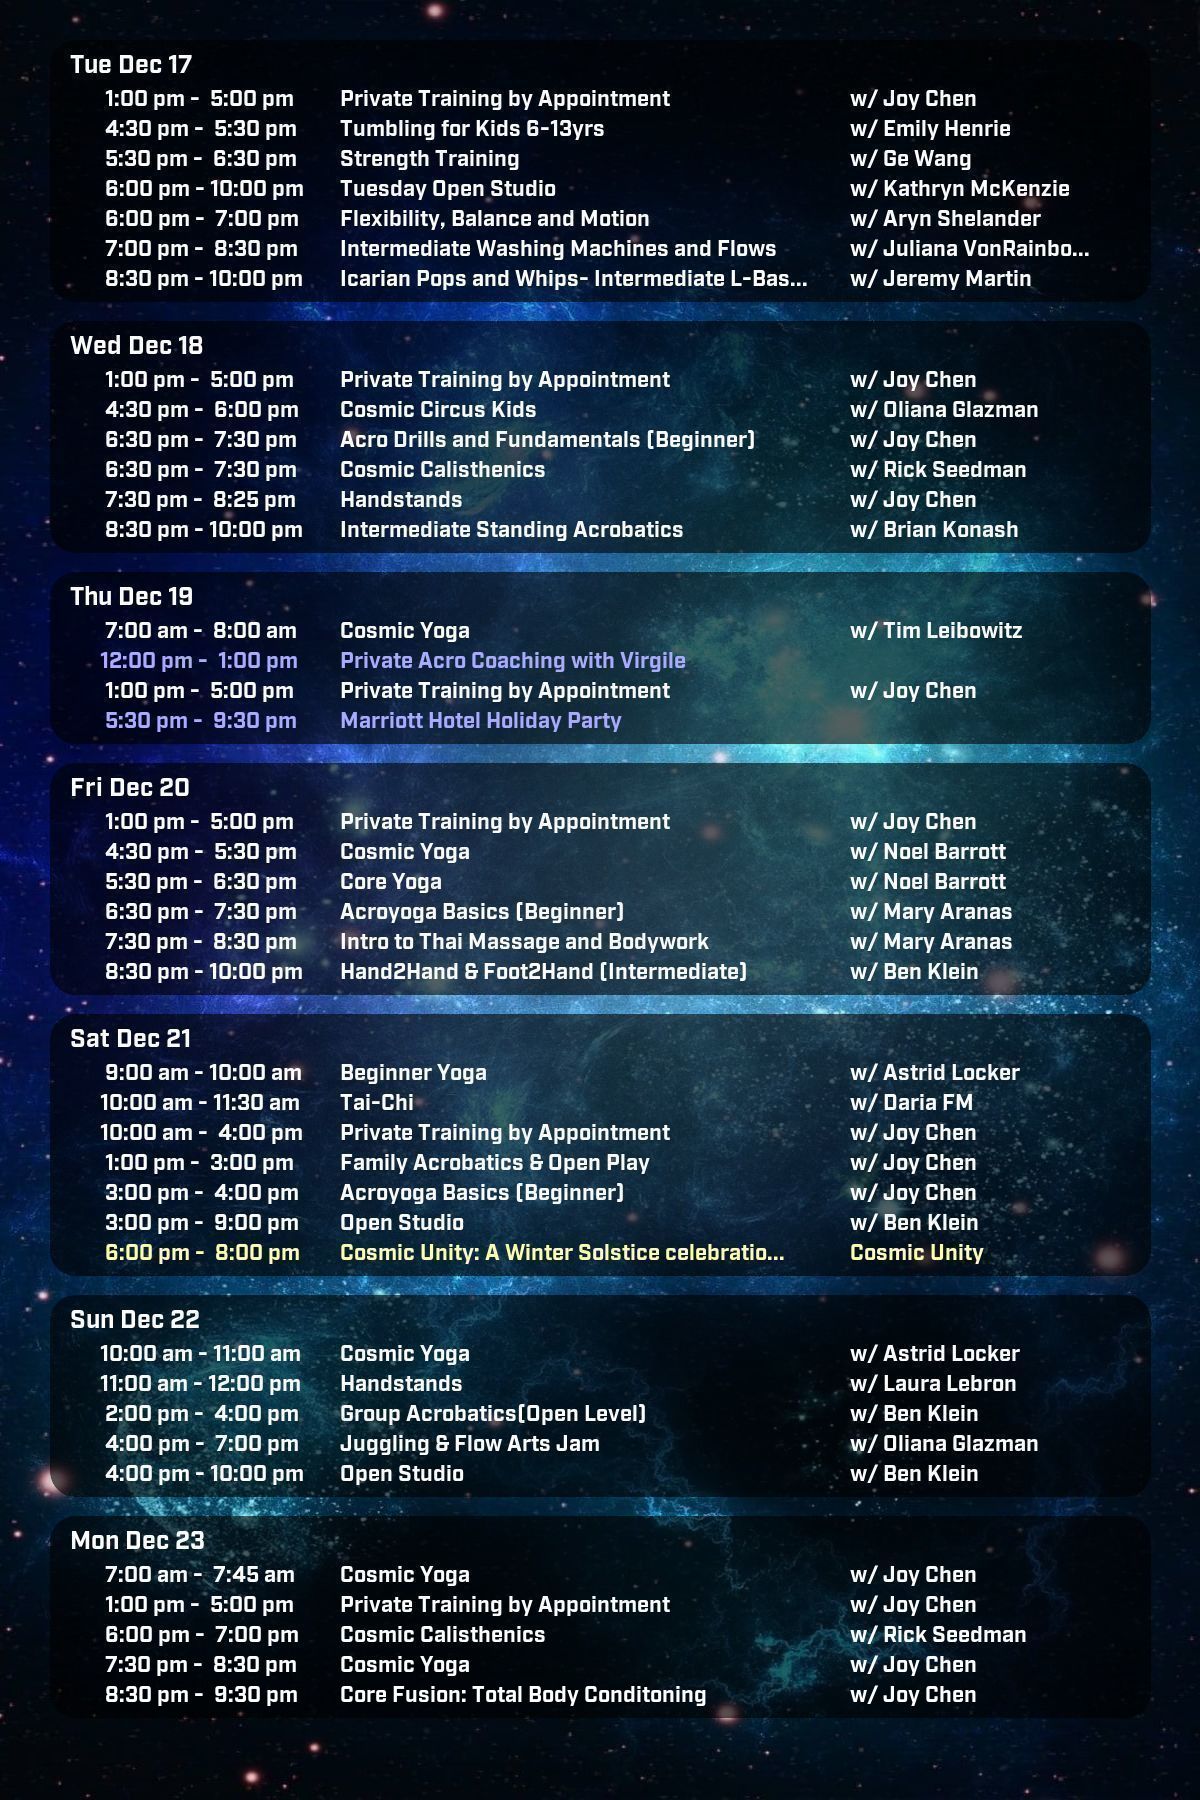 Tue Dec 17
1:00 pm - 5:00 pm Private Training by Appointment w/ Joy Chen
4:30 pm - 5:30 pm Tumbling for Kids 6-13yrs w/ Emily Henrie
5:30 pm - 6:30 pm Strength Training w/ Ge Wang
6:00 pm - 10:00 pm Tuesday Open Studio w/ Kathryn McKenzie
6:00 pm - 7:00 pm Flexibility, Balance and Motion w/ Aryn Shelander
7:00 pm - 8:30 pm Intermediate Washing Machines and Flows w/ Juliana VonRainbo...
8:30 pm - 10:00 pm Icarian Pops and Whips- Intermediate L-Bas... w/ Jeremy Martin
Wed Dec 18
1:00 pm - 5:00 pm Private Training by Appointment w/ Joy Chen
4:30 pm - 6:00 pm Cosmic Circus Kids w/ Oliana Glazman
6:30 pm - 7:30 pm Acro Drills and Fundamentals (Beginner) w/ Joy Chen
6:30 pm - 7:30 pm Cosmic Calisthenics w/ Rick Seedman
7:30 pm - 8:25 pm Handstands w/ Joy Chen
8:30 pm - 10:00 pm Intermediate Standing Acrobatics w/ Brian Konash
Thu Dec 19
7:00 am - 8:00 am Cosmic Yoga w/ Tim Leibowitz
12:00 pm - 1:00 pm Private Acro Coaching with Virgile
1:00 pm - 5:00 pm Private Training by Appointment w/ Joy Chen
5:30 pm - 9:30 pm Marriott Hotel Holiday Party
Fri Dec 20
1:00 pm - 5:00 pm Private Training by Appointment w/ Joy Chen
4:30 pm - 5:30 pm Cosmic Yoga w/ Noel Barrott
5:30 pm - 6:30 pm Core Yoga w/ Noel Barrott
6:30 pm - 7:30 pm Acroyoga Basics (Beginner) w/ Mary Aranas
7:30 pm - 8:30 pm Intro to Thai Massage and Bodywork w/ Mary Aranas
8:30 pm - 10:00 pm Hand2Hand & Foot2Hand (Intermediate) w/ Ben Klein
Sat Dec 21
9:00 am - 10:00 am Beginner Yoga w/ Astrid Locker
10:00 am - 11:30 am Tai-Chi w/ Daria FM
10:00 am - 4:00 pm Private Training by Appointment w/ Joy Chen
1:00 pm - 3:00 pm Family Acrobatics & Open Play w/ Joy Chen
3:00 pm - 4:00 pm Acroyoga Basics (Beginner) w/ Joy Chen
3:00 pm - 9:00 pm Open Studio w/ Ben Klein
6:00 pm - 8:00 pm Cosmic Unity: A Winter Solstice celebratio... Cosmic Unity
Sun Dec 22
10:00 am - 11:00 am Cosmic Yoga w/ Astrid Locker
11:00 am - 12:00 pm Handstands w/ Laura Lebron
2:00 pm - 4:00 pm Group Acrobatics(Open Level) w/ Ben Klein
4:00 pm - 7:00 pm Juggling & Flow Arts Jam w/ Oliana Glazman
4:00 pm - 10:00 pm Open Studio w/ Ben Klein
Mon Dec 23
7:00 am - 7:45 am Cosmic Yoga w/ Joy Chen
1:00 pm - 5:00 pm Private Training by Appointment w/ Joy Chen
6:00 pm - 7:00 pm Cosmic Calisthenics w/ Rick Seedman
7:30 pm - 8:30 pm Cosmic Yoga w/ Joy Chen
8:30 pm - 9:30 pm Core Fusion: Total Body Conditoning w/ Joy Chen